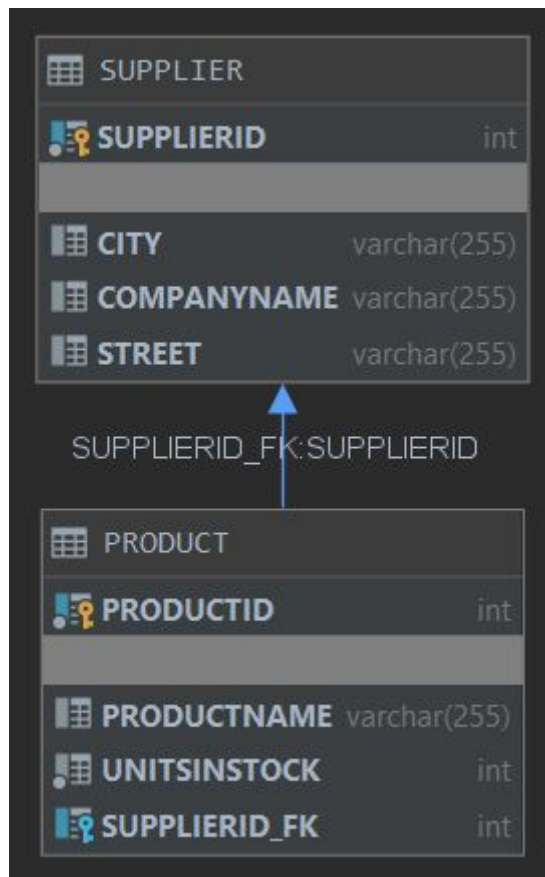 SUPPLIER
SUPPLIERID int
CITY varchar(255)
COMPANYNAME varchar(255)
STREET varchar(255)
SUPPLIERID_FK:SUPPLIERID
PRODUCT
PRODUCTID int
PRODUCTNAME varchar(255)
UNITSINSTOCK int
SUPPLIERID_FK int